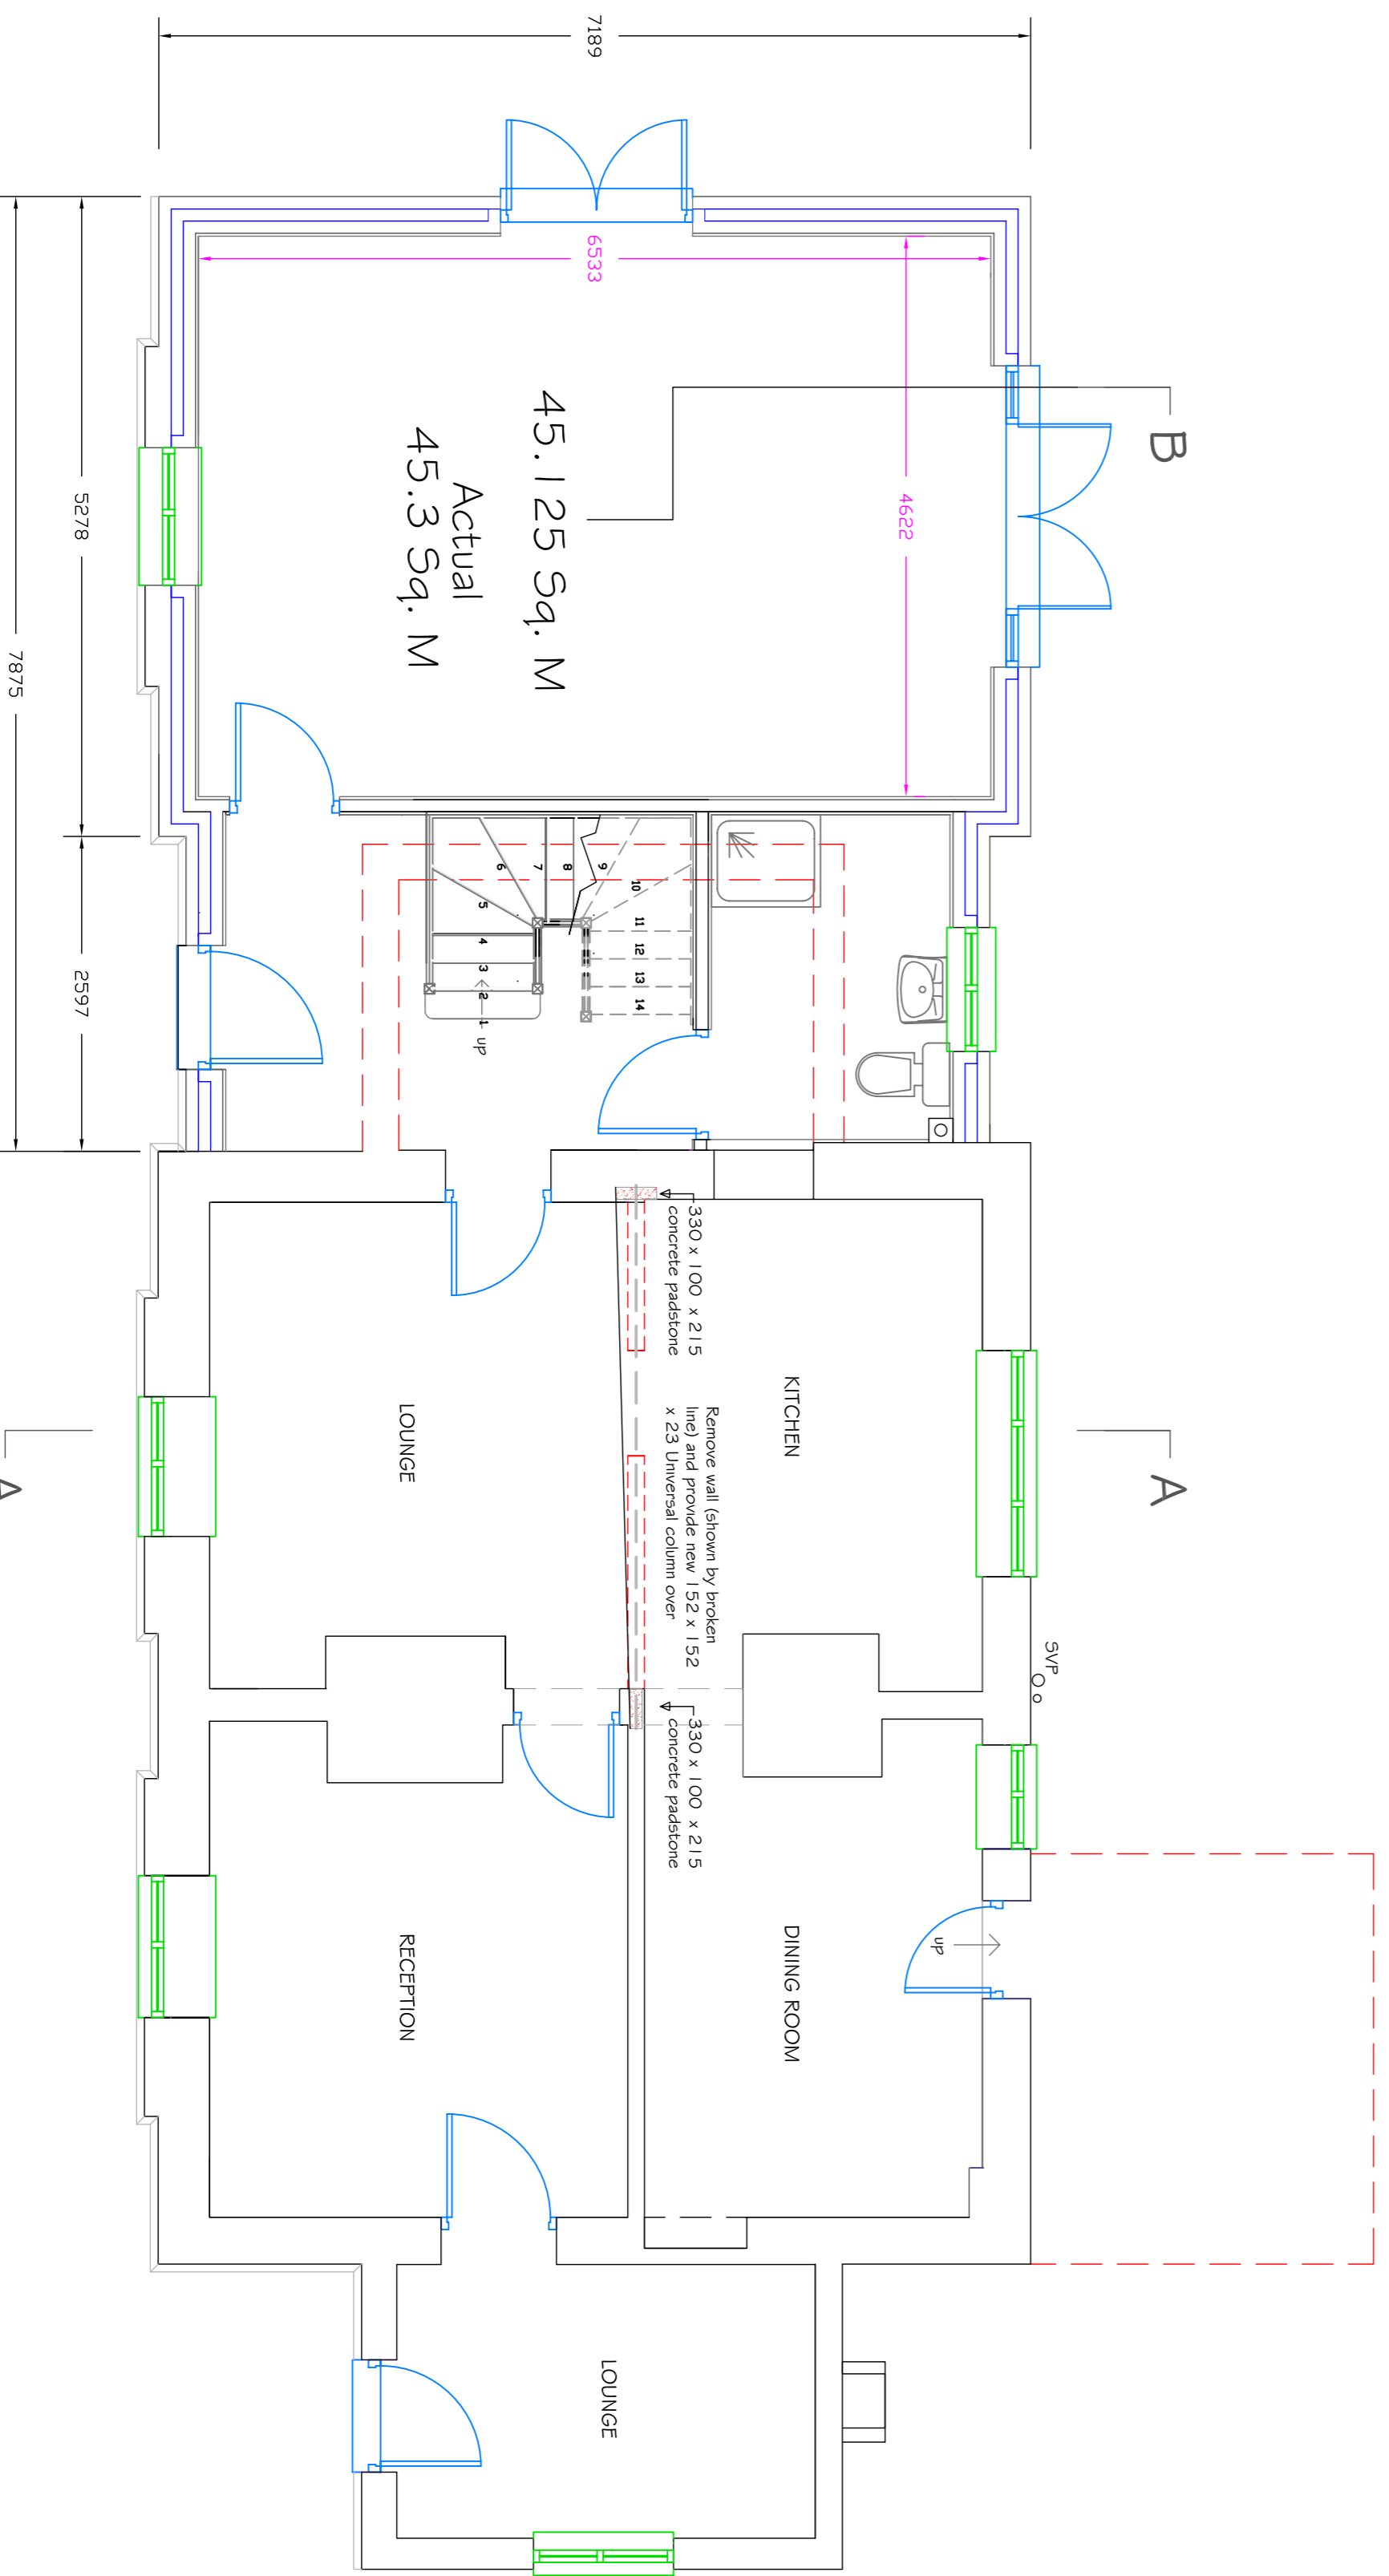 B
A
SVP
up
4622
7189
6533
45.125 Sq. M
Actual
45.3 Sq. M
5278
2597
7875
1
2
3
4
5
6
7
8
9
10
11
12
13
14
up
330 x 100 x 215
concrete padstone
KITCHEN
Remove wall (shown by broken
line) and provide new 152 x 152
x 23 Universal column over
330 x 100 x 215
concrete padstone
DINING ROOM
LOUNGE
RECEPTION
LOUNGE
A